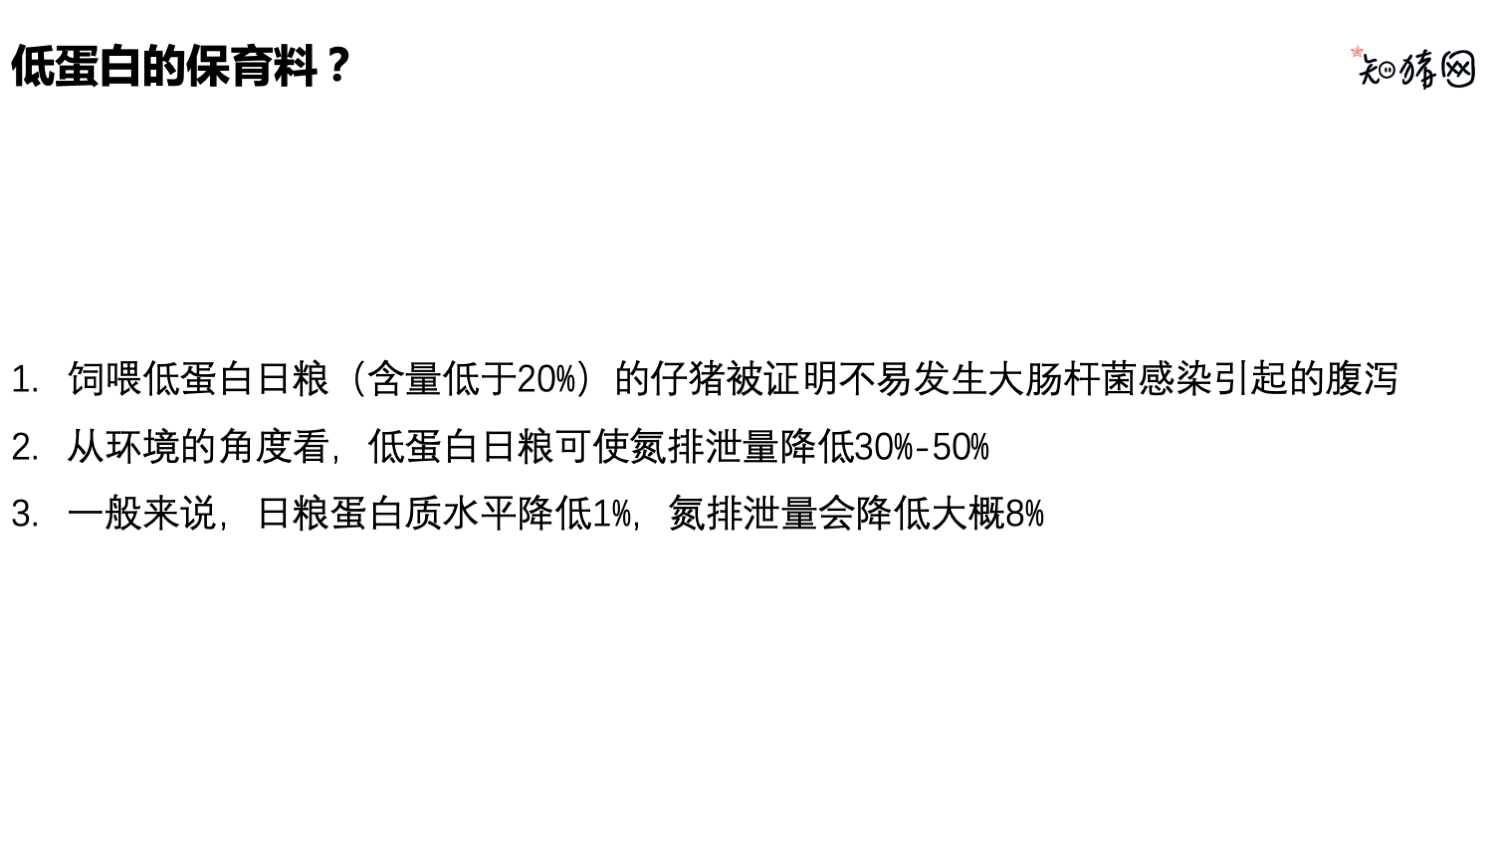 低蛋白的保育料？
知猪网
1. 饲喂低蛋白日粮（含量低于20%）的仔猪被证明不易发生大肠杆菌感染引起的腹泻
2. 从环境的角度看，低蛋白日粮可使氮排泄量降低30%-50%
3. 一般来说，日粮蛋白质水平降低1%，氮排泄量会降低大概8%